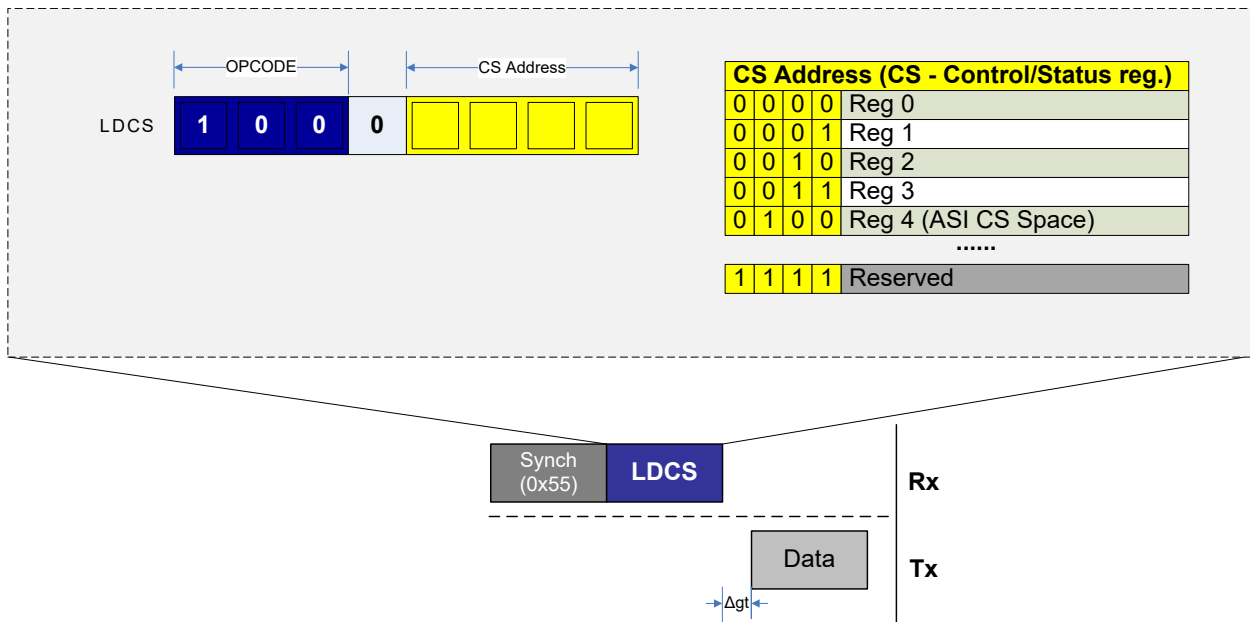 OPCODE CS Address
LDCS 1 0 0 0
CS Address (CS - Control/Status reg.)
0 0 0 0 Reg 0
0 0 0 1 Reg 1
0 0 1 0 Reg 2
0 0 1 1 Reg 3
0 1 0 0 Reg 4 (ASI CS Space)
......
1 1 1 1 Reserved
Synch
(0x55)
LDCS
Rx
Data
Tx
Δgt